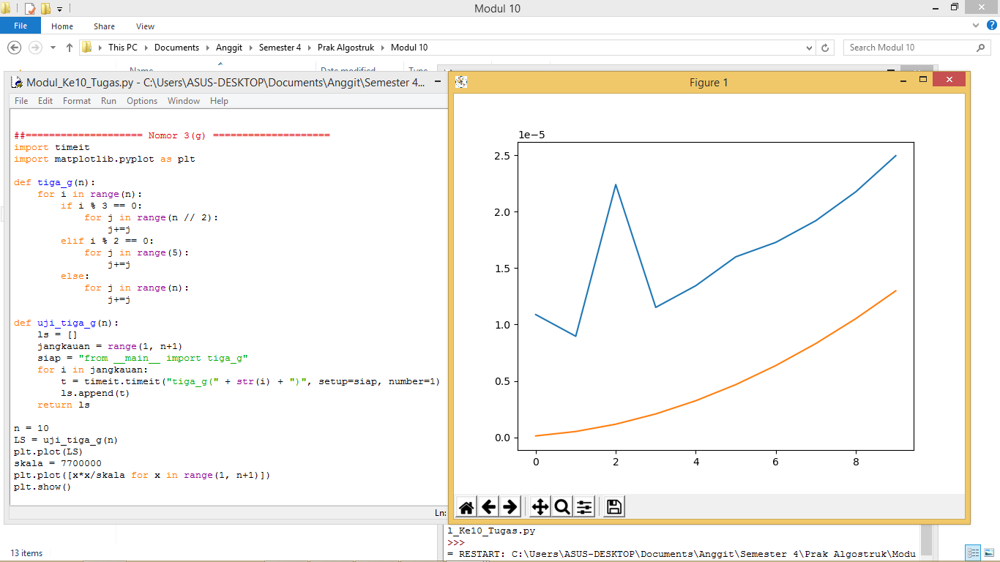 Modul 10
File Home Share View
This PC Documents Anggit Semester 4 Prak Algostruk Modul 10
Search Modul 10
Name Date modified Type
Modul_Ke10_Tugas.py - C:\Users\ASUS-DESKTOP\Documents\Anggit\Semester 4...
File Edit Format Run Options Window Help
##==================== Nomor 3(g) ====================
import timeit
import matplotlib.pyplot as plt
def tiga_g(n):
    for i in range(n):
        if i % 3 == 0:
            for j in range(n // 2):
                j+=j
        elif i % 2 == 0:
            for j in range(5):
                j+=j
        else:
            for j in range(n):
                j+=j
def uji_tiga_g(n):
    ls = []
    jangkauan = range(1, n+1)
    siap = "from __main__ import tiga_g"
    for i in jangkauan:
        t = timeit.timeit("tiga_g(" + str(i) + ")", setup=siap, number=1)
        ls.append(t)
    return ls
n = 10
LS = uji_tiga_g(n)
plt.plot(LS)
skala = 7700000
plt.plot([x*x/skala for x in range(1, n+1)])
plt.show()
Ln:
Figure 1
1e−5
2.5
2.0
1.5
1.0
0.5
0.0
0 2 4 6 8
l_Ke10_Tugas.py
>>>
= RESTART: C:\Users\ASUS-DESKTOP\Documents\Anggit\Semester 4\Prak Algostruk\Modu
13 items